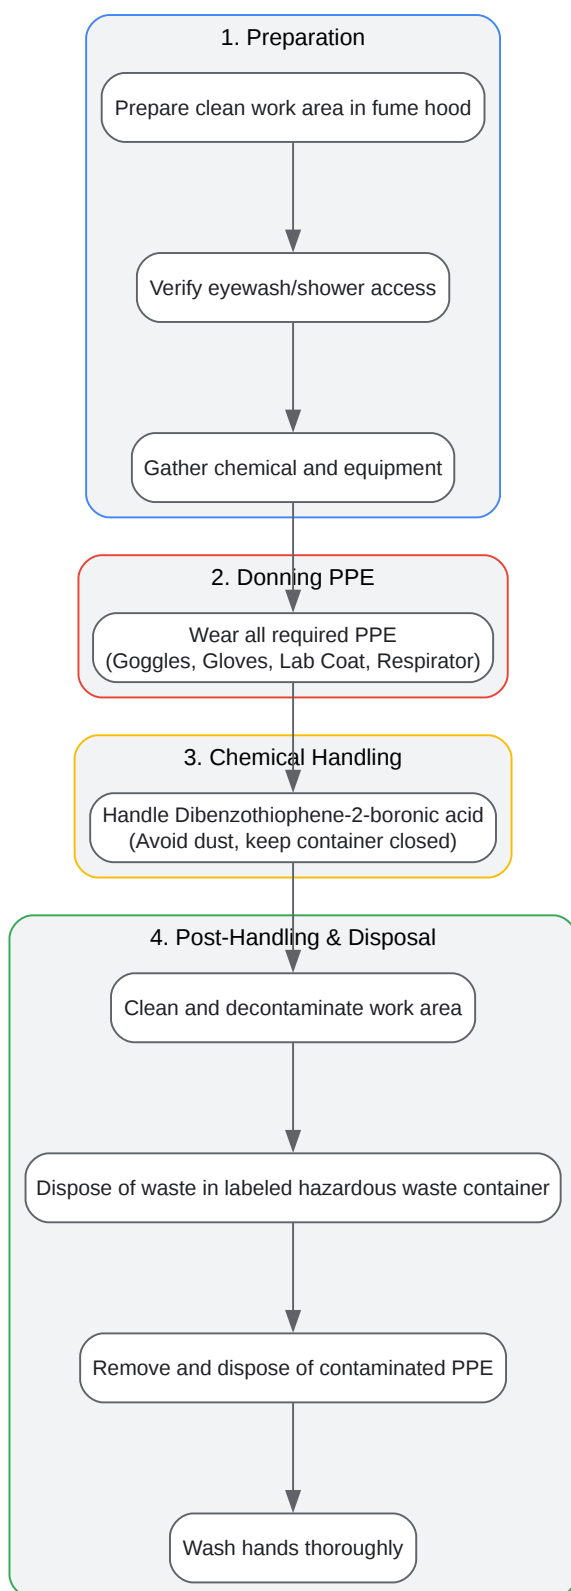 1. Preparation
Prepare clean work area in fume hood
Verify eyewash/shower access
Gather chemical and equipment
2. Donning PPE
Wear all required PPE
(Goggles, Gloves, Lab Coat, Respirator)
3. Chemical Handling
Handle Dibenzothiophene-2-boronic acid
(Avoid dust, keep container closed)
4. Post-Handling & Disposal
Clean and decontaminate work area
Dispose of waste in labeled hazardous waste container
Remove and dispose of contaminated PPE
Wash hands thoroughly